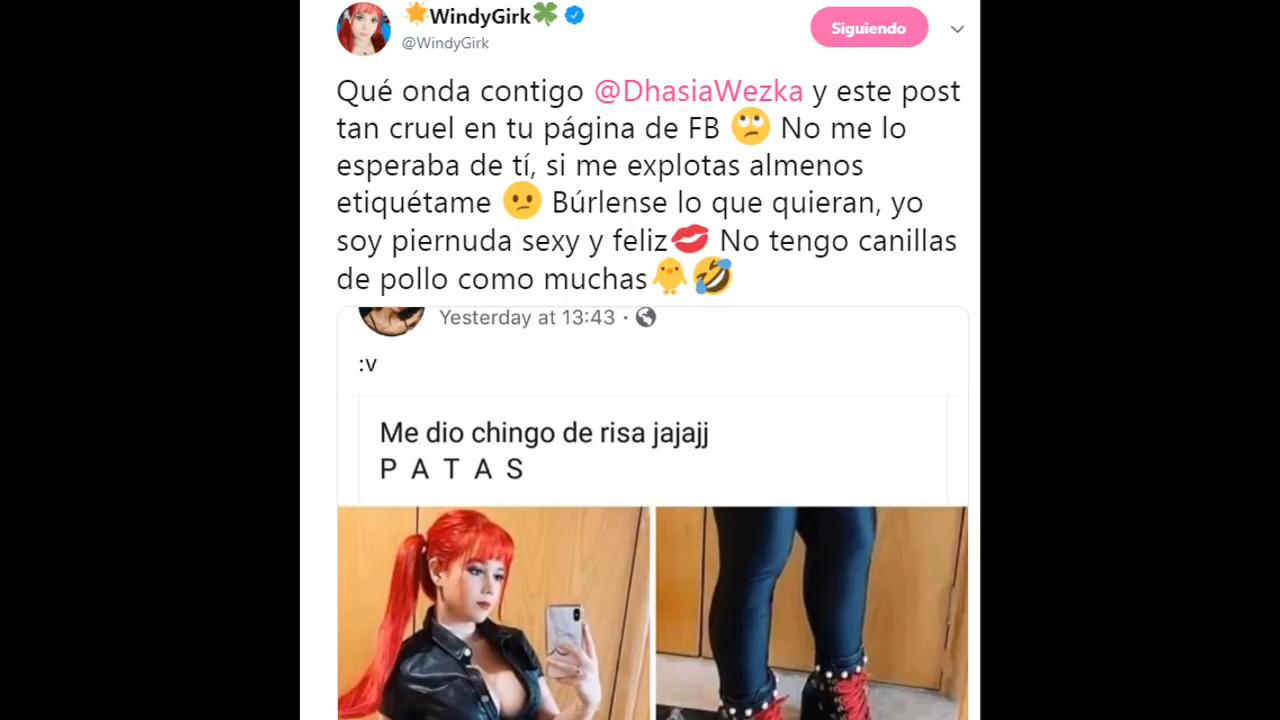 🌟WindyGirk🍀
@WindyGirk
Siguiendo
Qué onda contigo @DhasiaWezka y este post
tan cruel en tu página de FB 🙄 No me lo
esperaba de tí, si me explotas almenos
etiquétame 😕 Búrlense lo que quieran, yo
soy piernuda sexy y feliz💋 No tengo canillas
de pollo como muchas🐥🤣
Yesterday at 13:43 ·
:v
Me dio chingo de risa jajajj
P A T A S